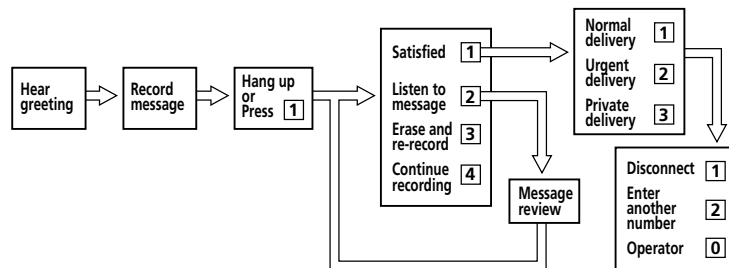 Hear
greeting
Record
message
Hang up
or
Press 1
Satisfied 1
Listen to
message 2
Erase and
re-record 3
Continue
recording 4
Message
review
Normal
delivery 1
Urgent
delivery 2
Private
delivery 3
Disconnect 1
Enter
another
number 2
Operator 0